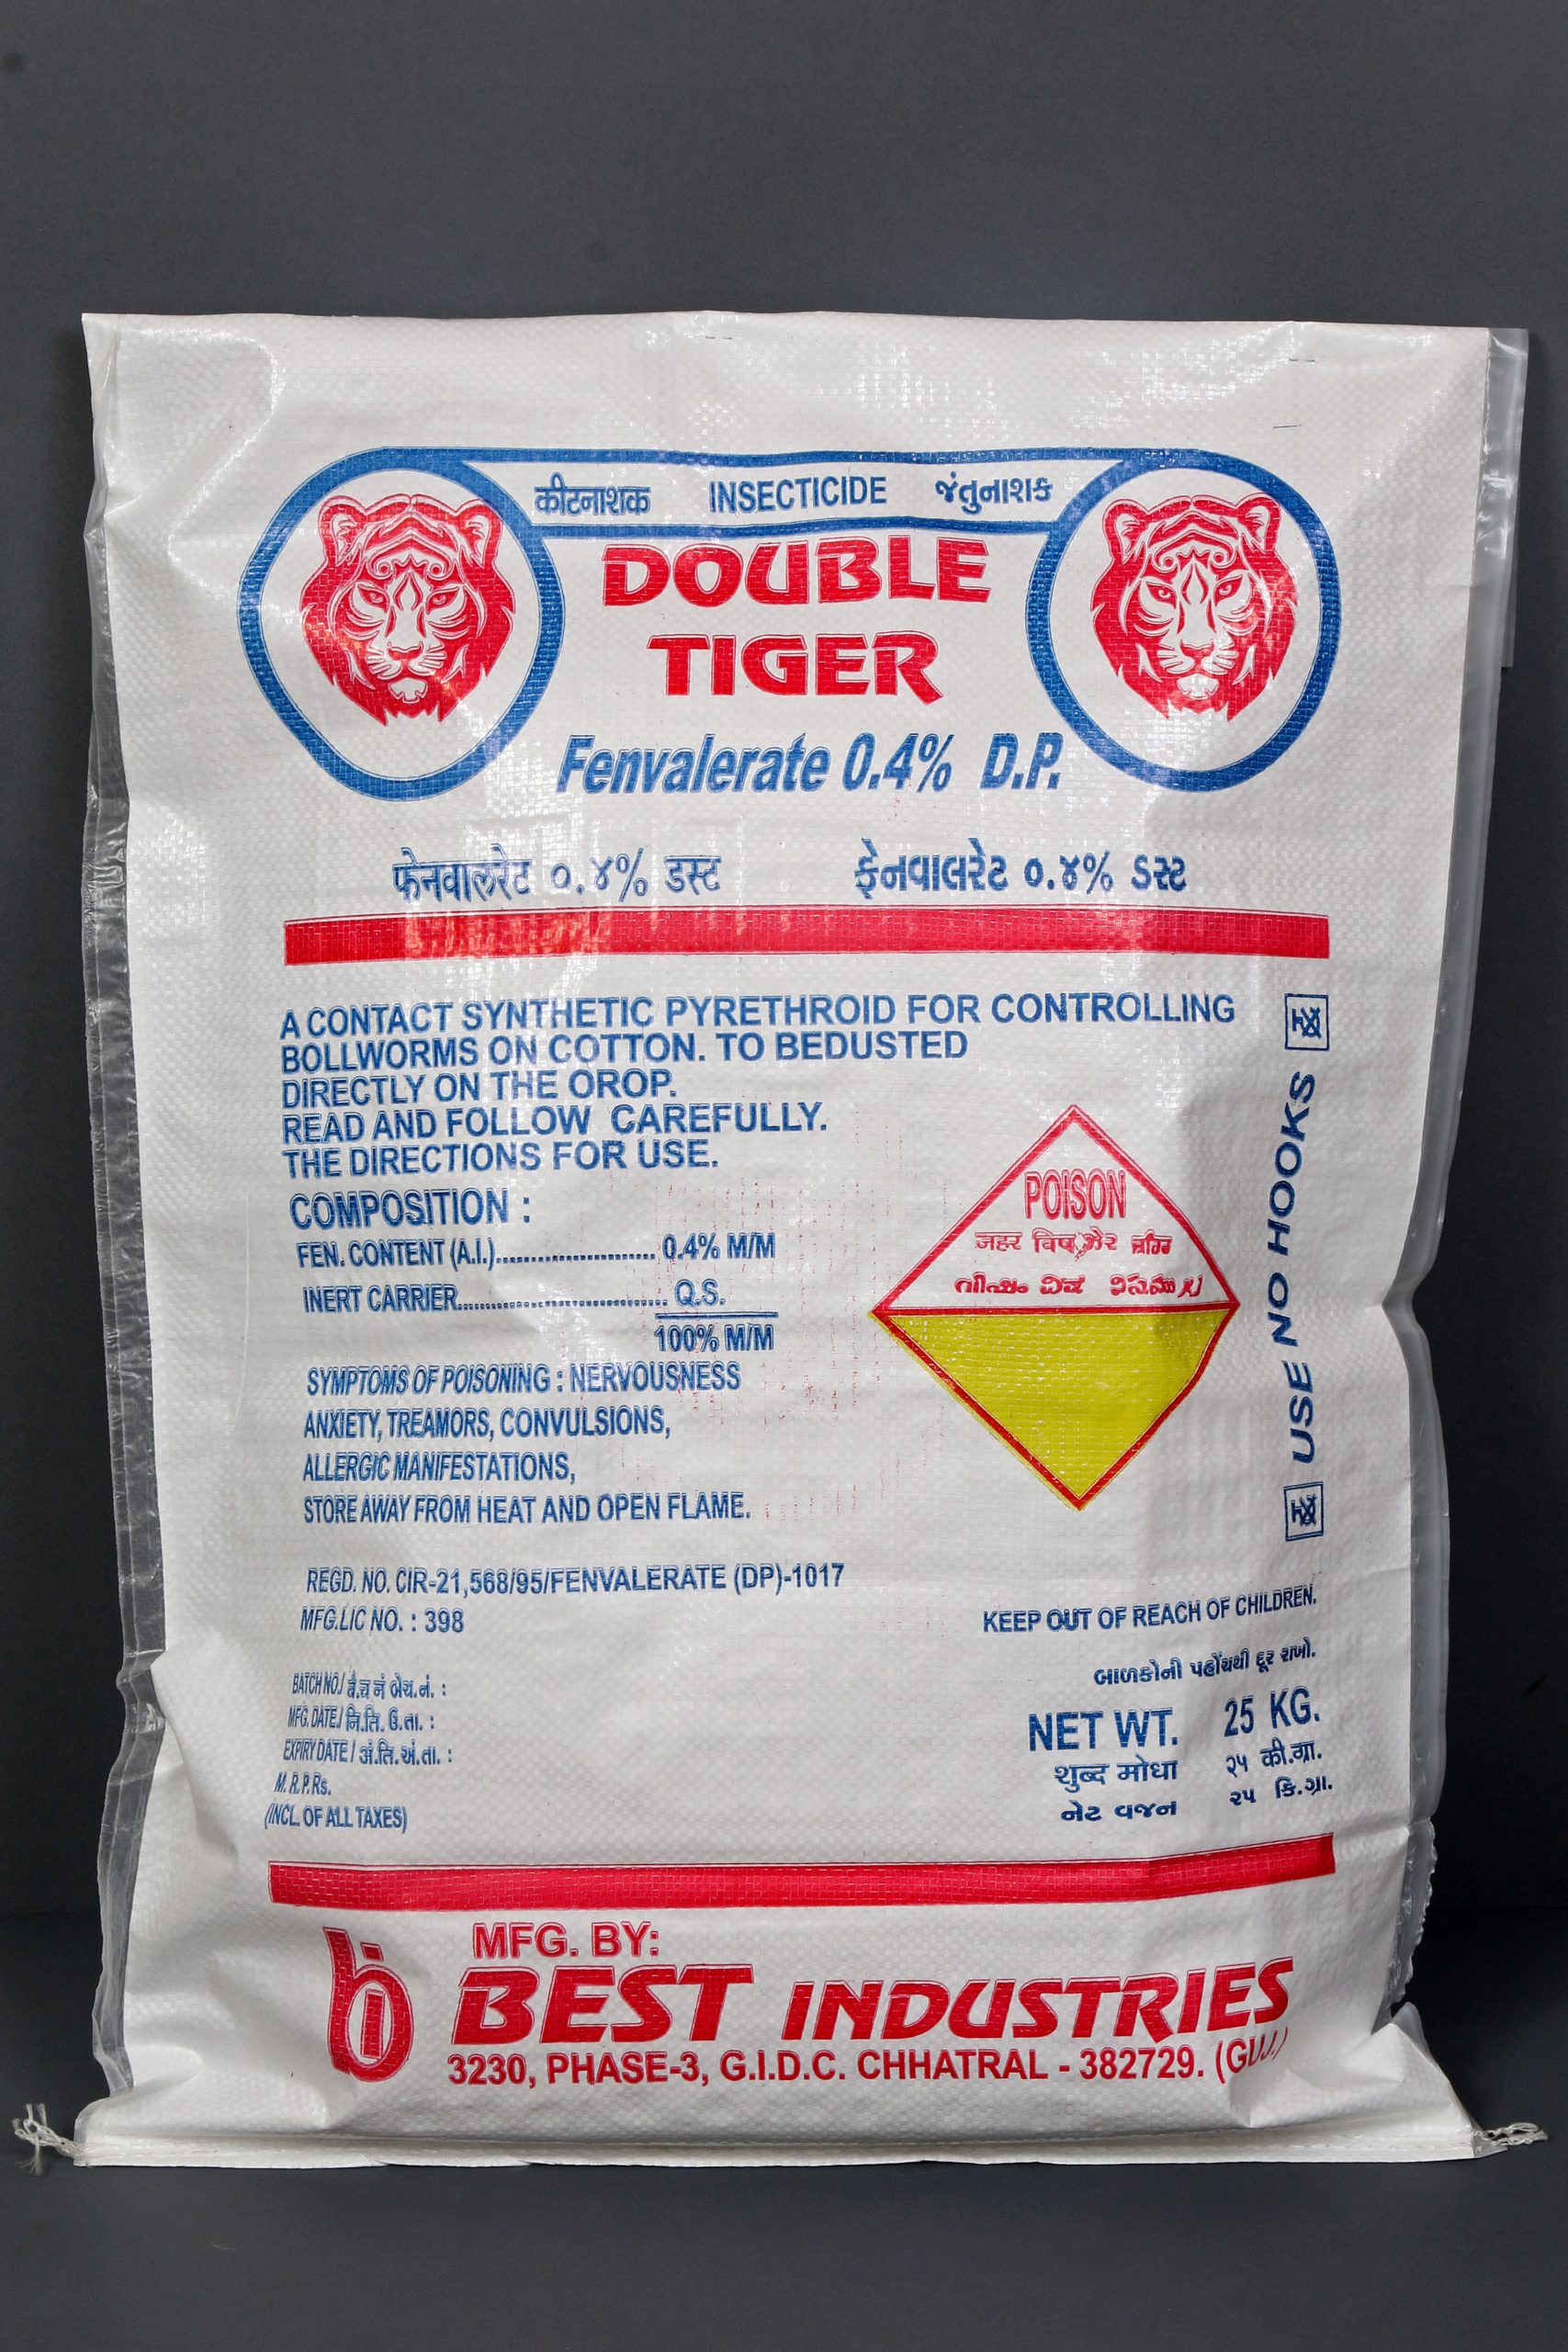 कीटनाशक INSECTICIDE જંતુનાશક
DOUBLE
TIGER
Fenvalerate 0.4% D.P.
फेनवालरेट ०.४% डस्ट ફેનવાલરેટ ૦.૪% ડસ્ટ
A CONTACT SYNTHETIC PYRETHROID FOR CONTROLLING
BOLLWORMS ON COTTON. TO BEDUSTED
DIRECTLY ON THE OROP.
READ AND FOLLOW CAREFULLY.
THE DIRECTIONS FOR USE.
COMPOSITION :
FEN. CONTENT (A.I.)........................ 0.4% M/M
INERT CARRIER................................ Q.S.
100% M/M
SYMPTOMS OF POISONING : NERVOUSNESS
ANXIETY, TREAMORS, CONVULSIONS,
ALLERGIC MANIFESTATIONS,
STORE AWAY FROM HEAT AND OPEN FLAME.
POISON
जहर विष ઝેર
വിഷം
USE NO HOOKS
REGD. NO. CIR-21,568/95/FENVALERATE (DP)-1017
MFG.LIC NO. : 398
BATCH NO./ बै.च नं બેચ.નં. :
MFG. DATE./ नि.ति. ઉ.તા. :
EXPIRY DATE / अं.ति.અં.તા. :
M.R.P.Rs.
(INCL. OF ALL TAXES)
KEEP OUT OF REACH OF CHILDREN.
બાળકોની પહોંચથી દૂર રાખો.
NET WT. 25 KG.
शुब्द मोधा २५ की.ग्रा.
નેટ વજન ૨૫ કિ.ગ્રા.
MFG. BY:
BEST INDUSTRIES
3230, PHASE-3, G.I.D.C. CHHATRAL - 382729. (GUJ.)